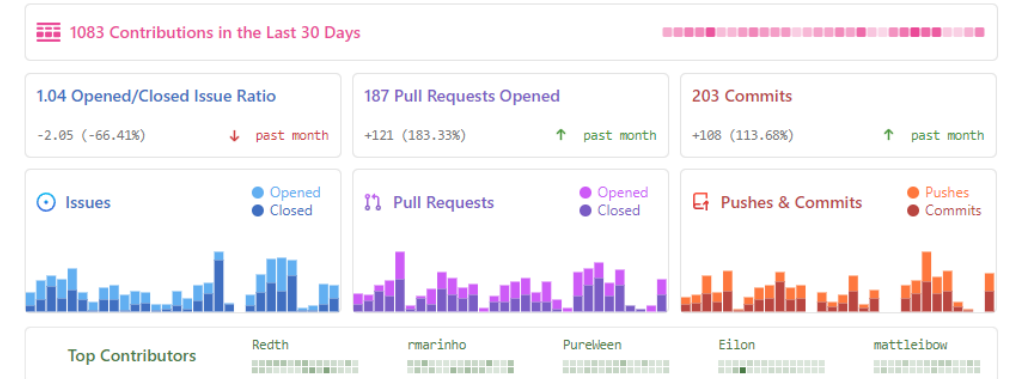 1083 Contributions in the Last 30 Days
1.04 Opened/Closed Issue Ratio
-2.05 (-66.41%) ↓ past month
187 Pull Requests Opened
+121 (183.33%) ↑ past month
203 Commits
+108 (113.68%) ↑ past month
Issues
Opened
Closed
Pull Requests
Opened
Closed
Pushes & Commits
Pushes
Commits
Top Contributors
Redth
rmarinho
PureWeen
Eilon
mattleibow